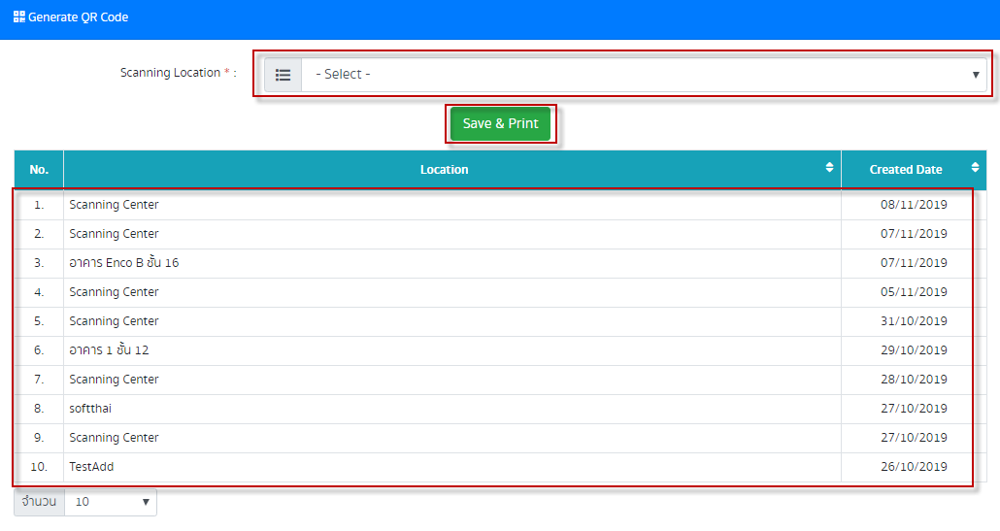 Generate QR Code
Scanning Location * :
- Select -
Save & Print
No. Location Created Date
1. Scanning Center 08/11/2019
2. Scanning Center 07/11/2019
3. อาคาร Enco B ชั้น 16 07/11/2019
4. Scanning Center 05/11/2019
5. Scanning Center 31/10/2019
6. อาคาร 1 ชั้น 12 29/10/2019
7. Scanning Center 28/10/2019
8. softthai 27/10/2019
9. Scanning Center 27/10/2019
10. TestAdd 26/10/2019
จำนวน 10